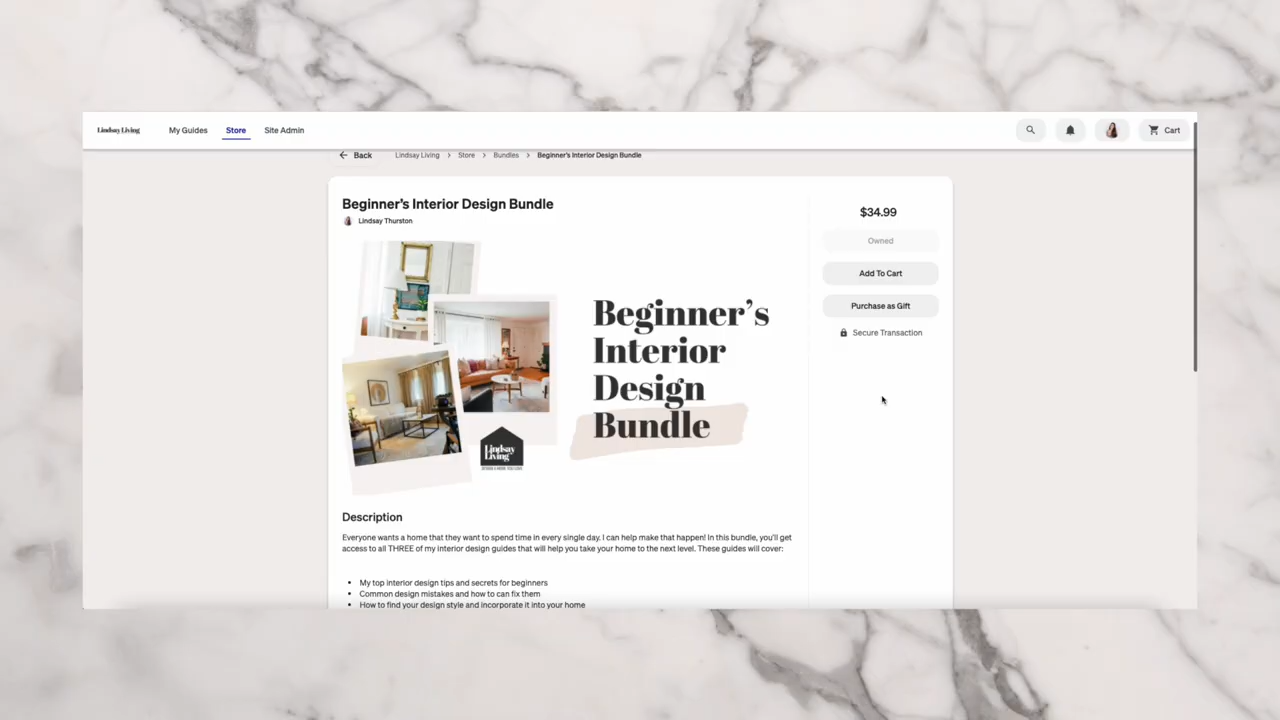 Lindsay Living
My Guides
Store
Site Admin
Cart
Back
Lindsay Living
Store
Bundles
Beginner's Interior Design Bundle
Beginner's Interior Design Bundle
Lindsay Thurston
$34.99
Owned
Add To Cart
Purchase as Gift
Secure Transaction
Beginner's
Interior
Design
Bundle
Lindsay
Living
Description
Everyone wants a home that they want to spend time in every single day. I can help make that happen! In this bundle, you'll get
access to all THREE of my interior design guides that will help you take your home to the next level. These guides will cover:
My top interior design tips and secrets for beginners
Common design mistakes and how to can fix them
How to find your design style and incorporate it into your home